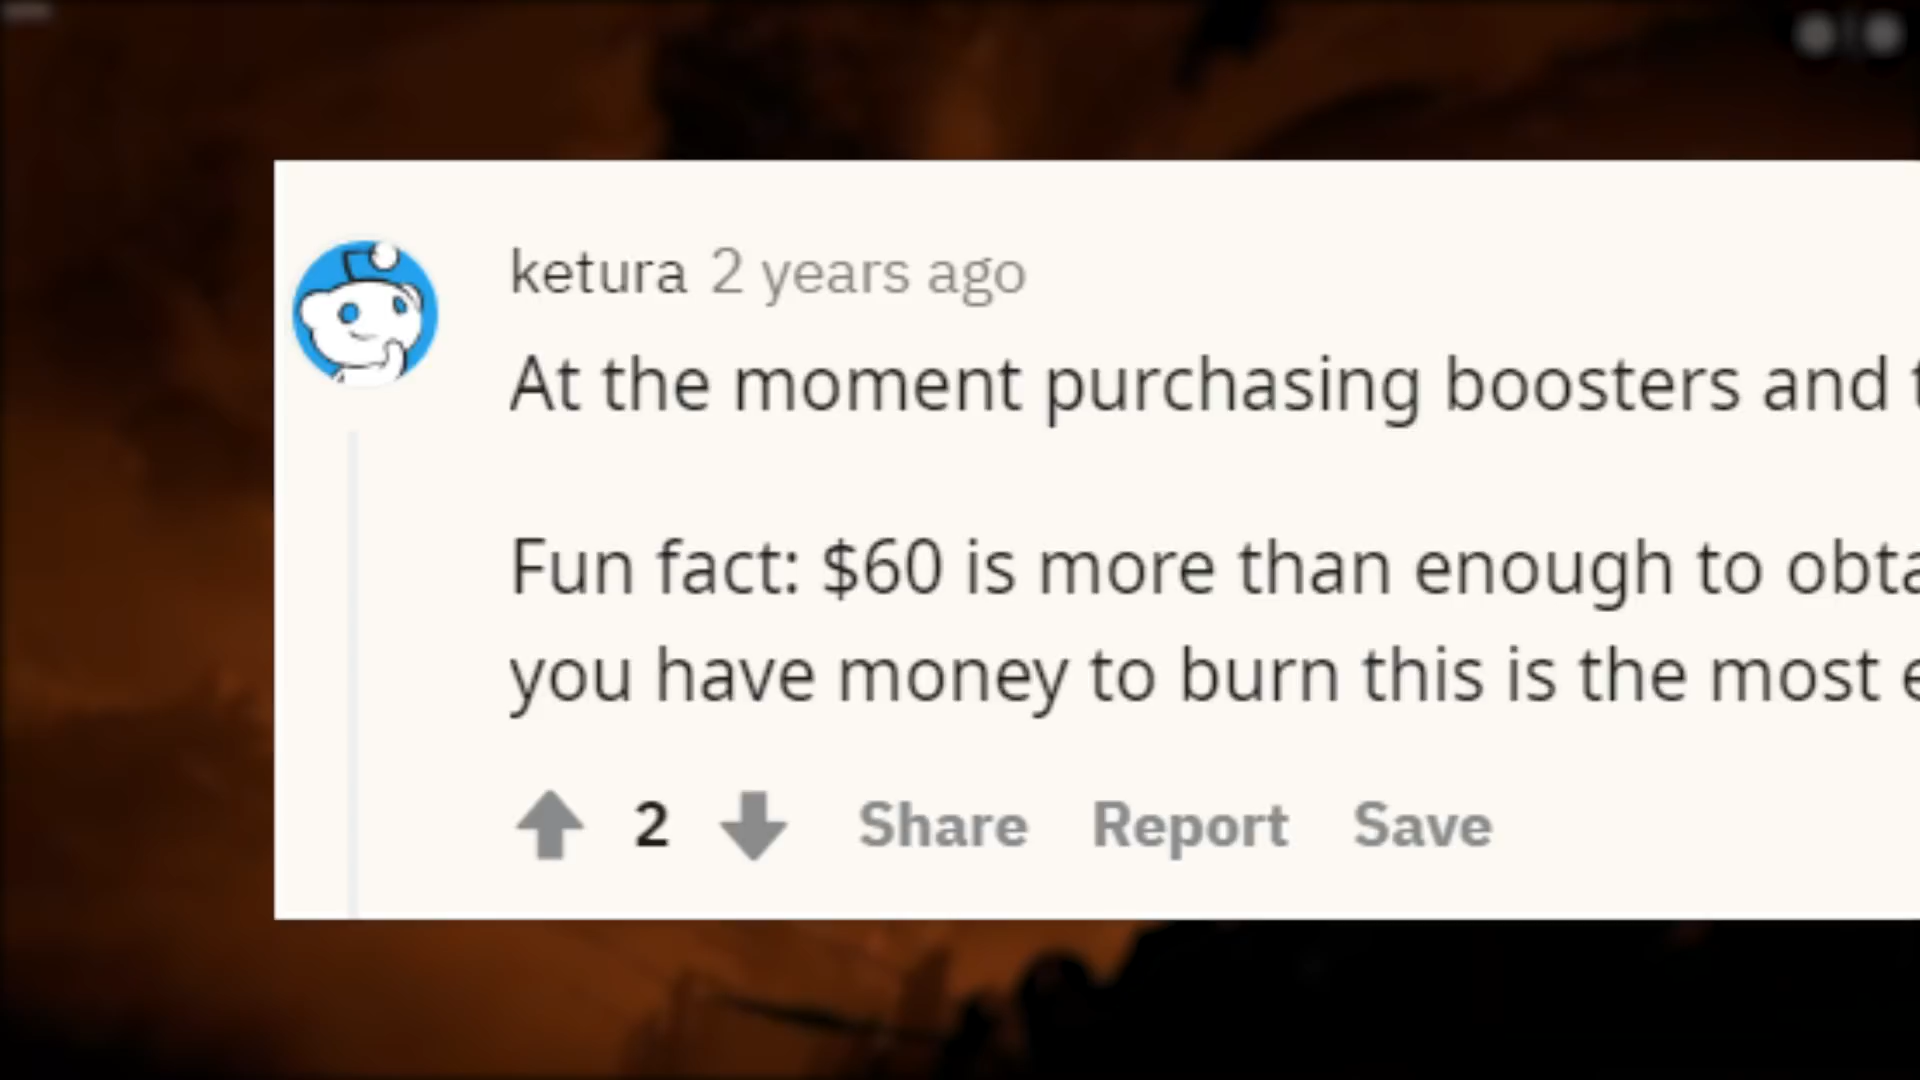 ketura 2 years ago
At the moment purchasing boosters and
Fun fact: $60 is more than enough to
you have money to burn this is the most
2 Share Report Save